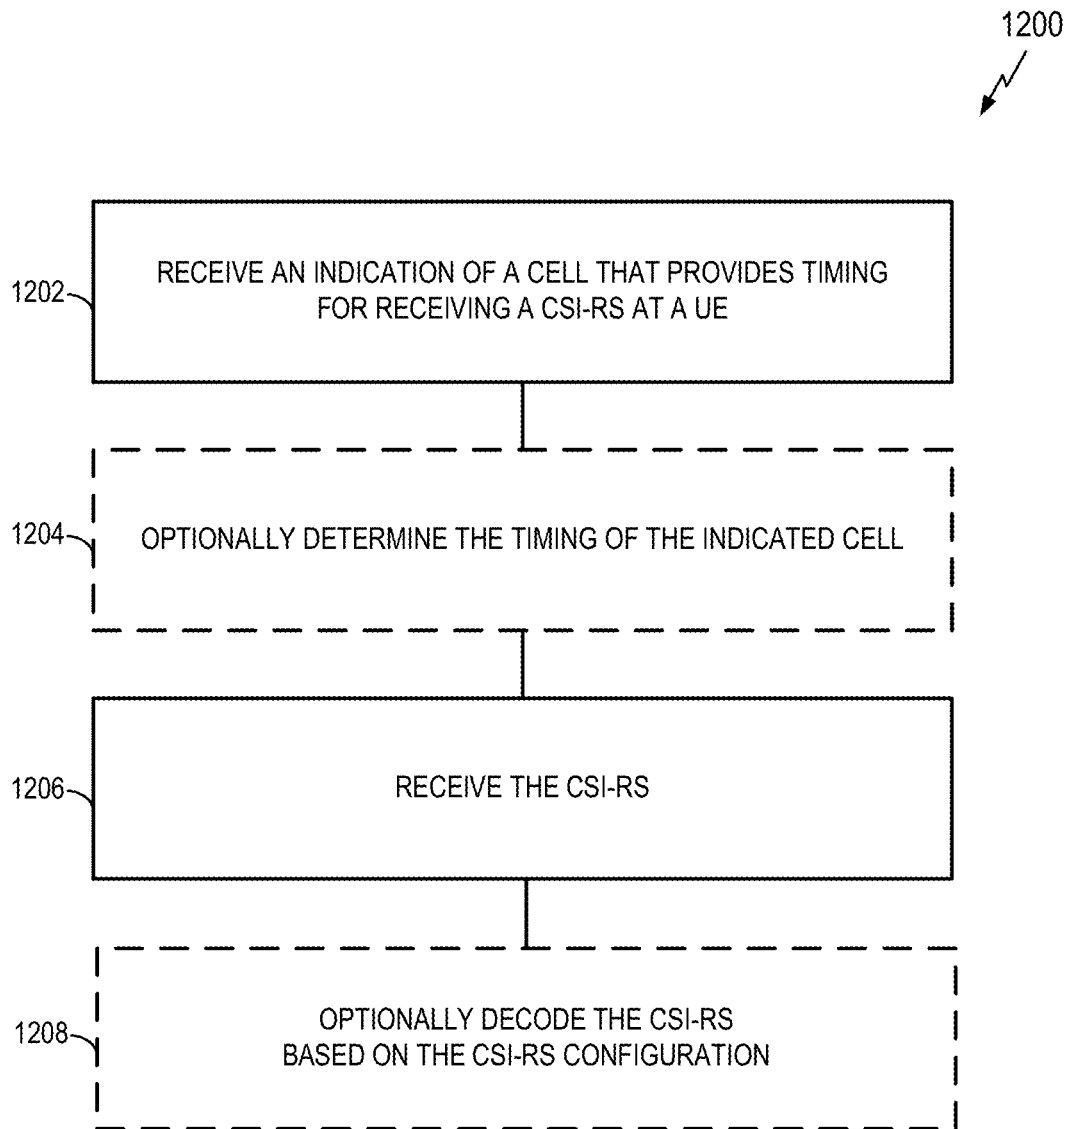 1200
1202
RECEIVE AN INDICATION OF A CELL THAT PROVIDES TIMING
FOR RECEIVING A CSI-RS AT A UE
1204
OPTIONALLY DETERMINE THE TIMING OF THE INDICATED CELL
1206
RECEIVE THE CSI-RS
1208
OPTIONALLY DECODE THE CSI-RS
BASED ON THE CSI-RS CONFIGURATION